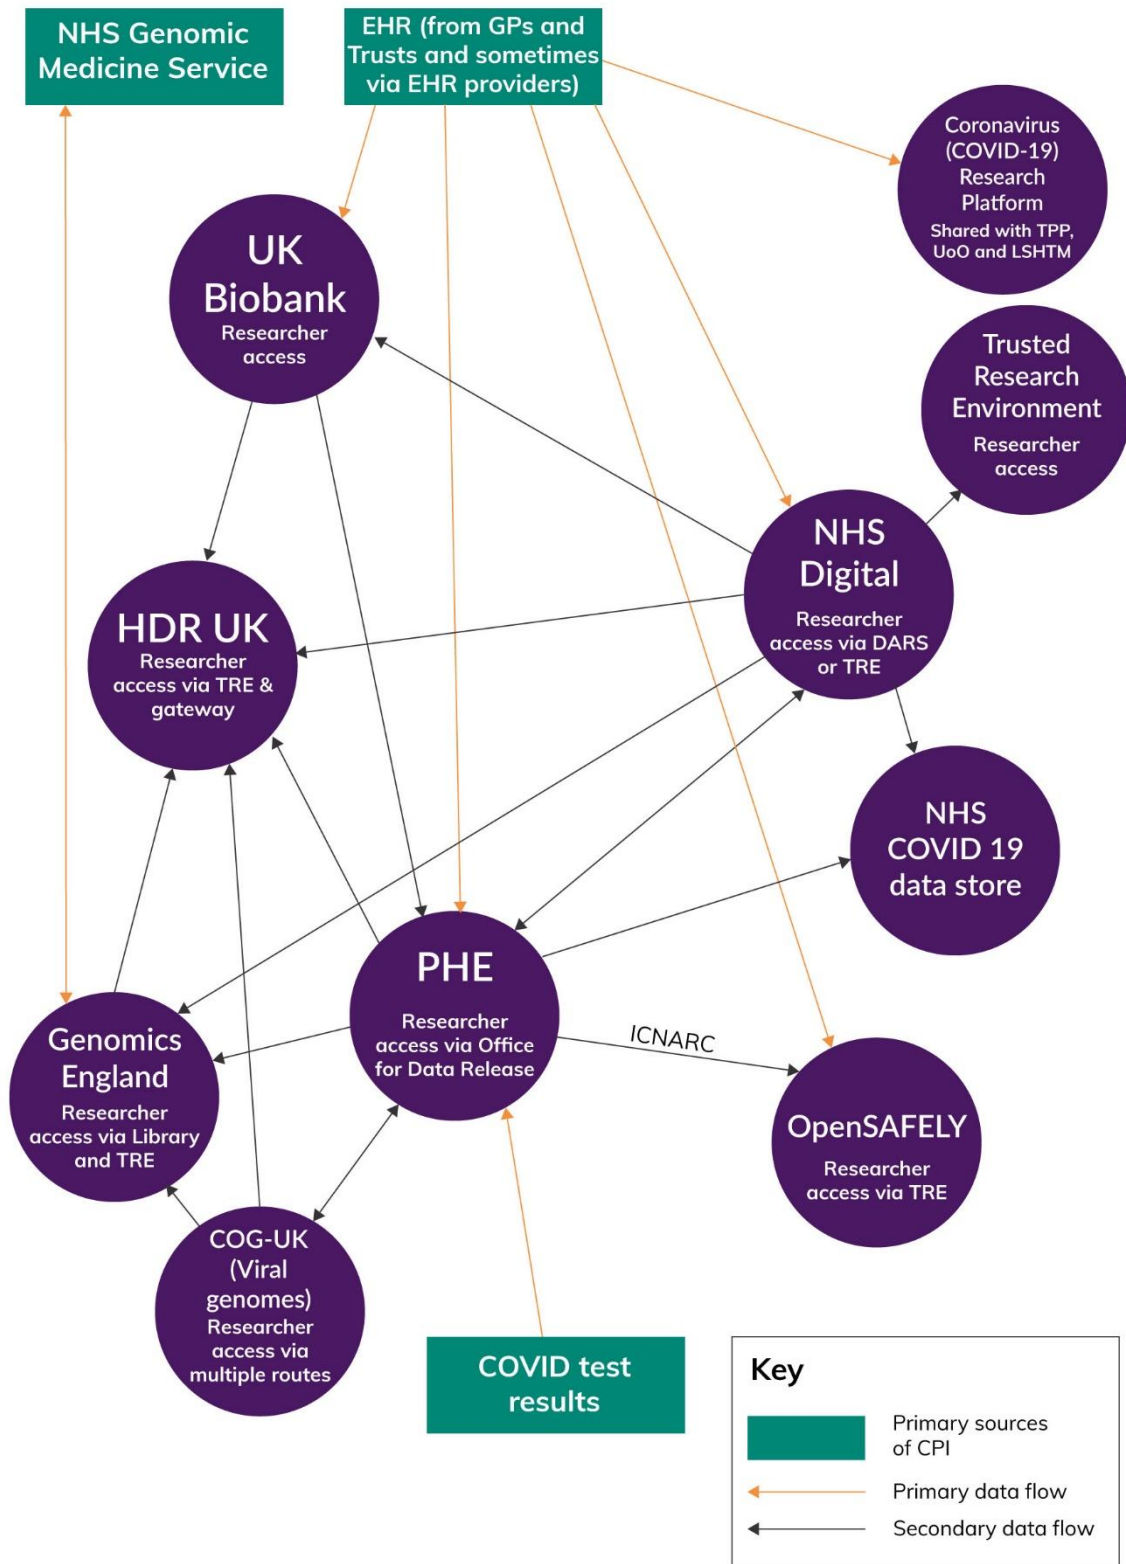 NHS Genomic
Medicine Service
EHR (from GPs and
Trusts and sometimes
via EHR providers)
Coronavirus
(COVID-19)
Research
Platform
Shared with TPP,
UoO and LSHTM
UK
Biobank
Researcher
access
Trusted
Research
Environment
Researcher
access
NHS
Digital
Researcher
access via DARS
or TRE
HDR UK
Researcher
access via TRE &
gateway
NHS
COVID 19
data store
PHE
Researcher
access via Office
for Data Release
ICNARC
Genomics
England
Researcher
access via Library
and TRE
OpenSAFELY
Researcher
access via TRE
COG-UK
(Viral
genomes)
Researcher
access via
multiple routes
COVID test
results
Key
Primary sources
of CPI
Primary data flow
Secondary data flow